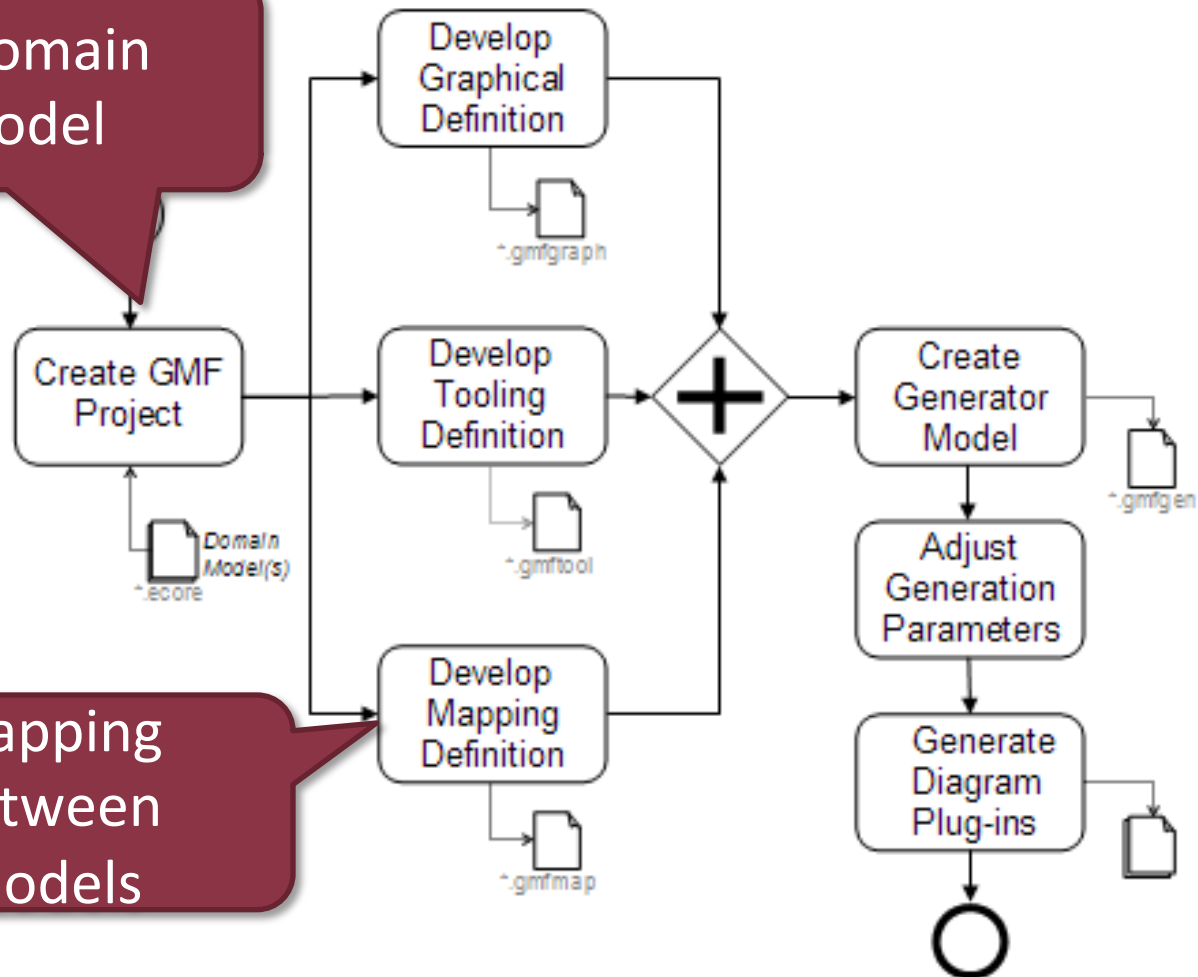 omain
odel
Develop
Graphical
Definition
*.gmfgraph
Create GMF
Project
Domain
Model(s)
*.ecore
Develop
Tooling
Definition
*.gmftool
Create
Generator
Model
*.gmfgen
Adjust
Generation
Parameters
apping
tween
odels
Develop
Mapping
Definition
*.gmfmap
Generate
Diagram
Plug-ins